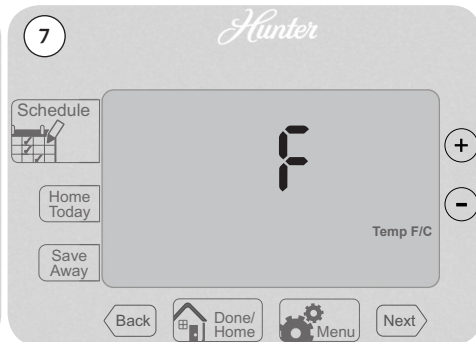 7
Hunter
Schedule
F
+
Home
Today
-
Temp F/C
Save
Away
Back
Done/
Home
Menu
Next